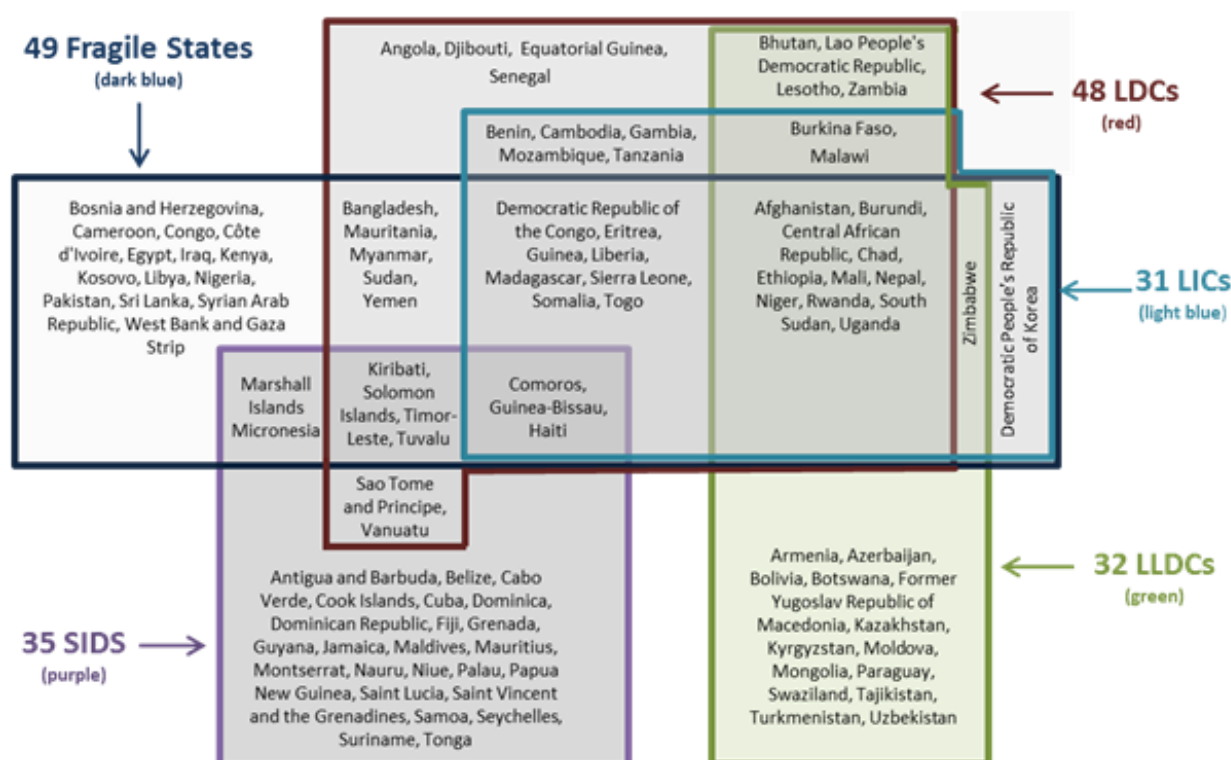 49 Fragile States
(dark blue)
Angola, Djibouti, Equatorial Guinea,
Senegal
Bhutan, Lao People's
Democratic Republic,
Lesotho, Zambia
48 LDCs
(red)
Benin, Cambodia, Gambia,
Mozambique, Tanzania
Burkina Faso,
Malawi
Bosnia and Herzegovina,
Cameroon, Congo, Côte
d'Ivoire, Egypt, Iraq, Kenya,
Kosovo, Libya, Nigeria,
Pakistan, Sri Lanka, Syrian Arab
Republic, West Bank and Gaza
Strip
Bangladesh,
Mauritania,
Myanmar,
Sudan,
Yemen
Democratic Republic of
the Congo, Eritrea,
Guinea, Liberia,
Madagascar, Sierra Leone,
Somalia, Togo
Afghanistan, Burundi,
Central African
Republic, Chad,
Ethiopia, Mali, Nepal,
Niger, Rwanda, South
Sudan, Uganda
Zimbabwe
Democratic People's Republic
of Korea
31 LICs
(light blue)
Marshall
Islands
Micronesia
Kiribati,
Solomon
Islands, Timor-
Leste, Tuvalu
Comoros,
Guinea-Bissau,
Haiti
Sao Tome
and Principe,
Vanuatu
35 SIDS
(purple)
Antigua and Barbuda, Belize, Cabo
Verde, Cook Islands, Cuba, Dominica,
Dominican Republic, Fiji, Grenada,
Guyana, Jamaica, Maldives, Mauritius,
Montserrat, Nauru, Niue, Palau, Papua
New Guinea, Saint Lucia, Saint Vincent
and the Grenadines, Samoa, Seychelles,
Suriname, Tonga
Armenia, Azerbaijan,
Bolivia, Botswana, Former
Yugoslav Republic of
Macedonia, Kazakhstan,
Kyrgyzstan, Moldova,
Mongolia, Paraguay,
Swaziland, Tajikistan,
Turkmenistan, Uzbekistan
32 LLDCs
(green)